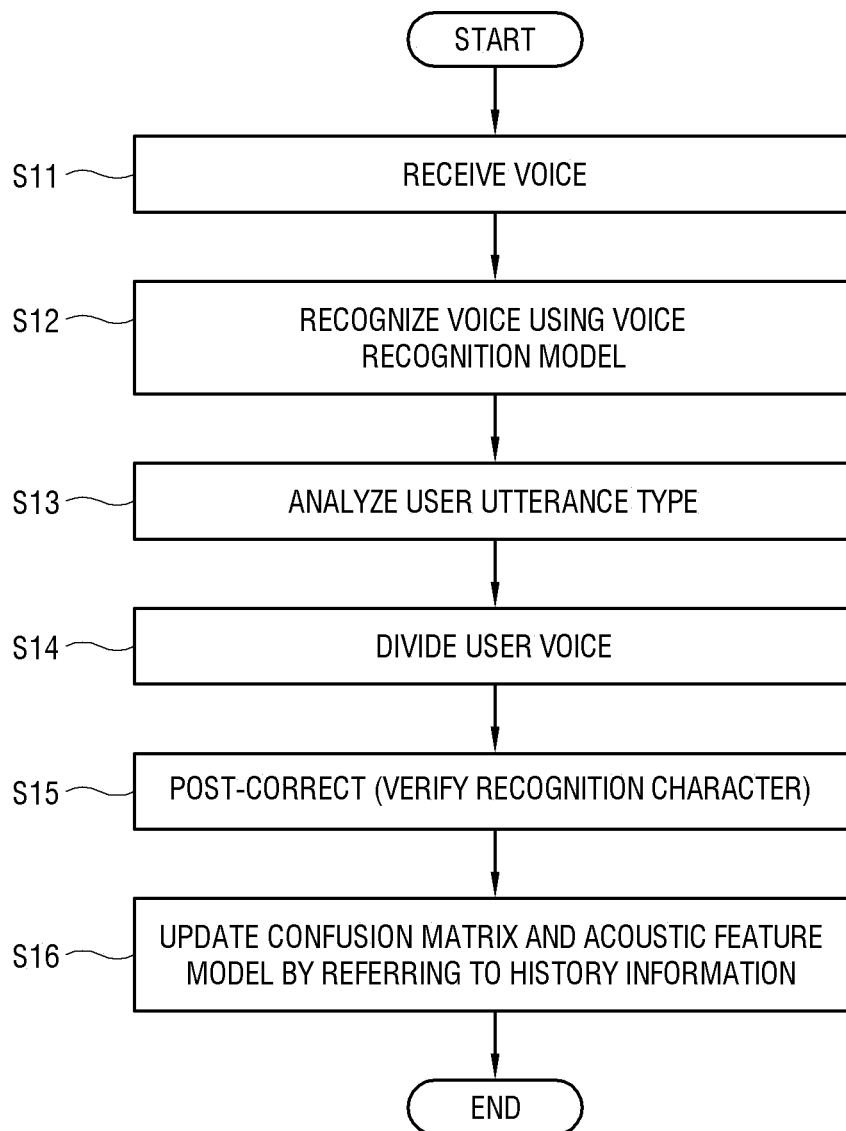 START
S11
RECEIVE VOICE
S12
RECOGNIZE VOICE USING VOICE
RECOGNITION MODEL
S13
ANALYZE USER UTTERANCE TYPE
S14
DIVIDE USER VOICE
S15
POST-CORRECT (VERIFY RECOGNITION CHARACTER)
S16
UPDATE CONFUSION MATRIX AND ACOUSTIC FEATURE
MODEL BY REFERRING TO HISTORY INFORMATION
END